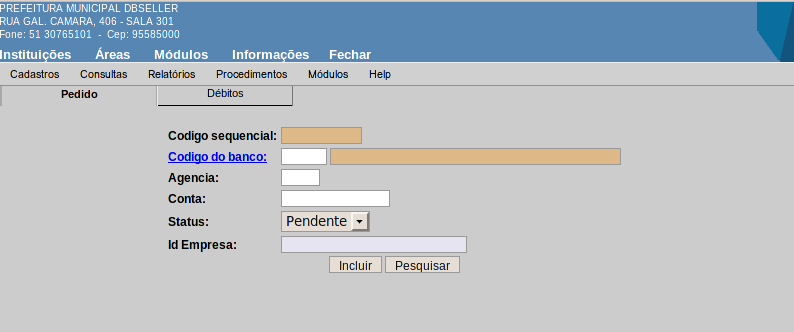 PREFEITURA MUNICIPAL DBSELLER
RUA GAL. CAMARA, 406 - SALA 301
Fone: 51 30765101 - Cep: 95585000
Instituições Áreas Módulos Informações Fechar
Cadastros Consultas Relatórios Procedimentos Módulos Help
Pedido Débitos
Codigo sequencial:
Codigo do banco:
Agencia:
Conta:
Status: Pendente
Id Empresa:
Incluir Pesquisar